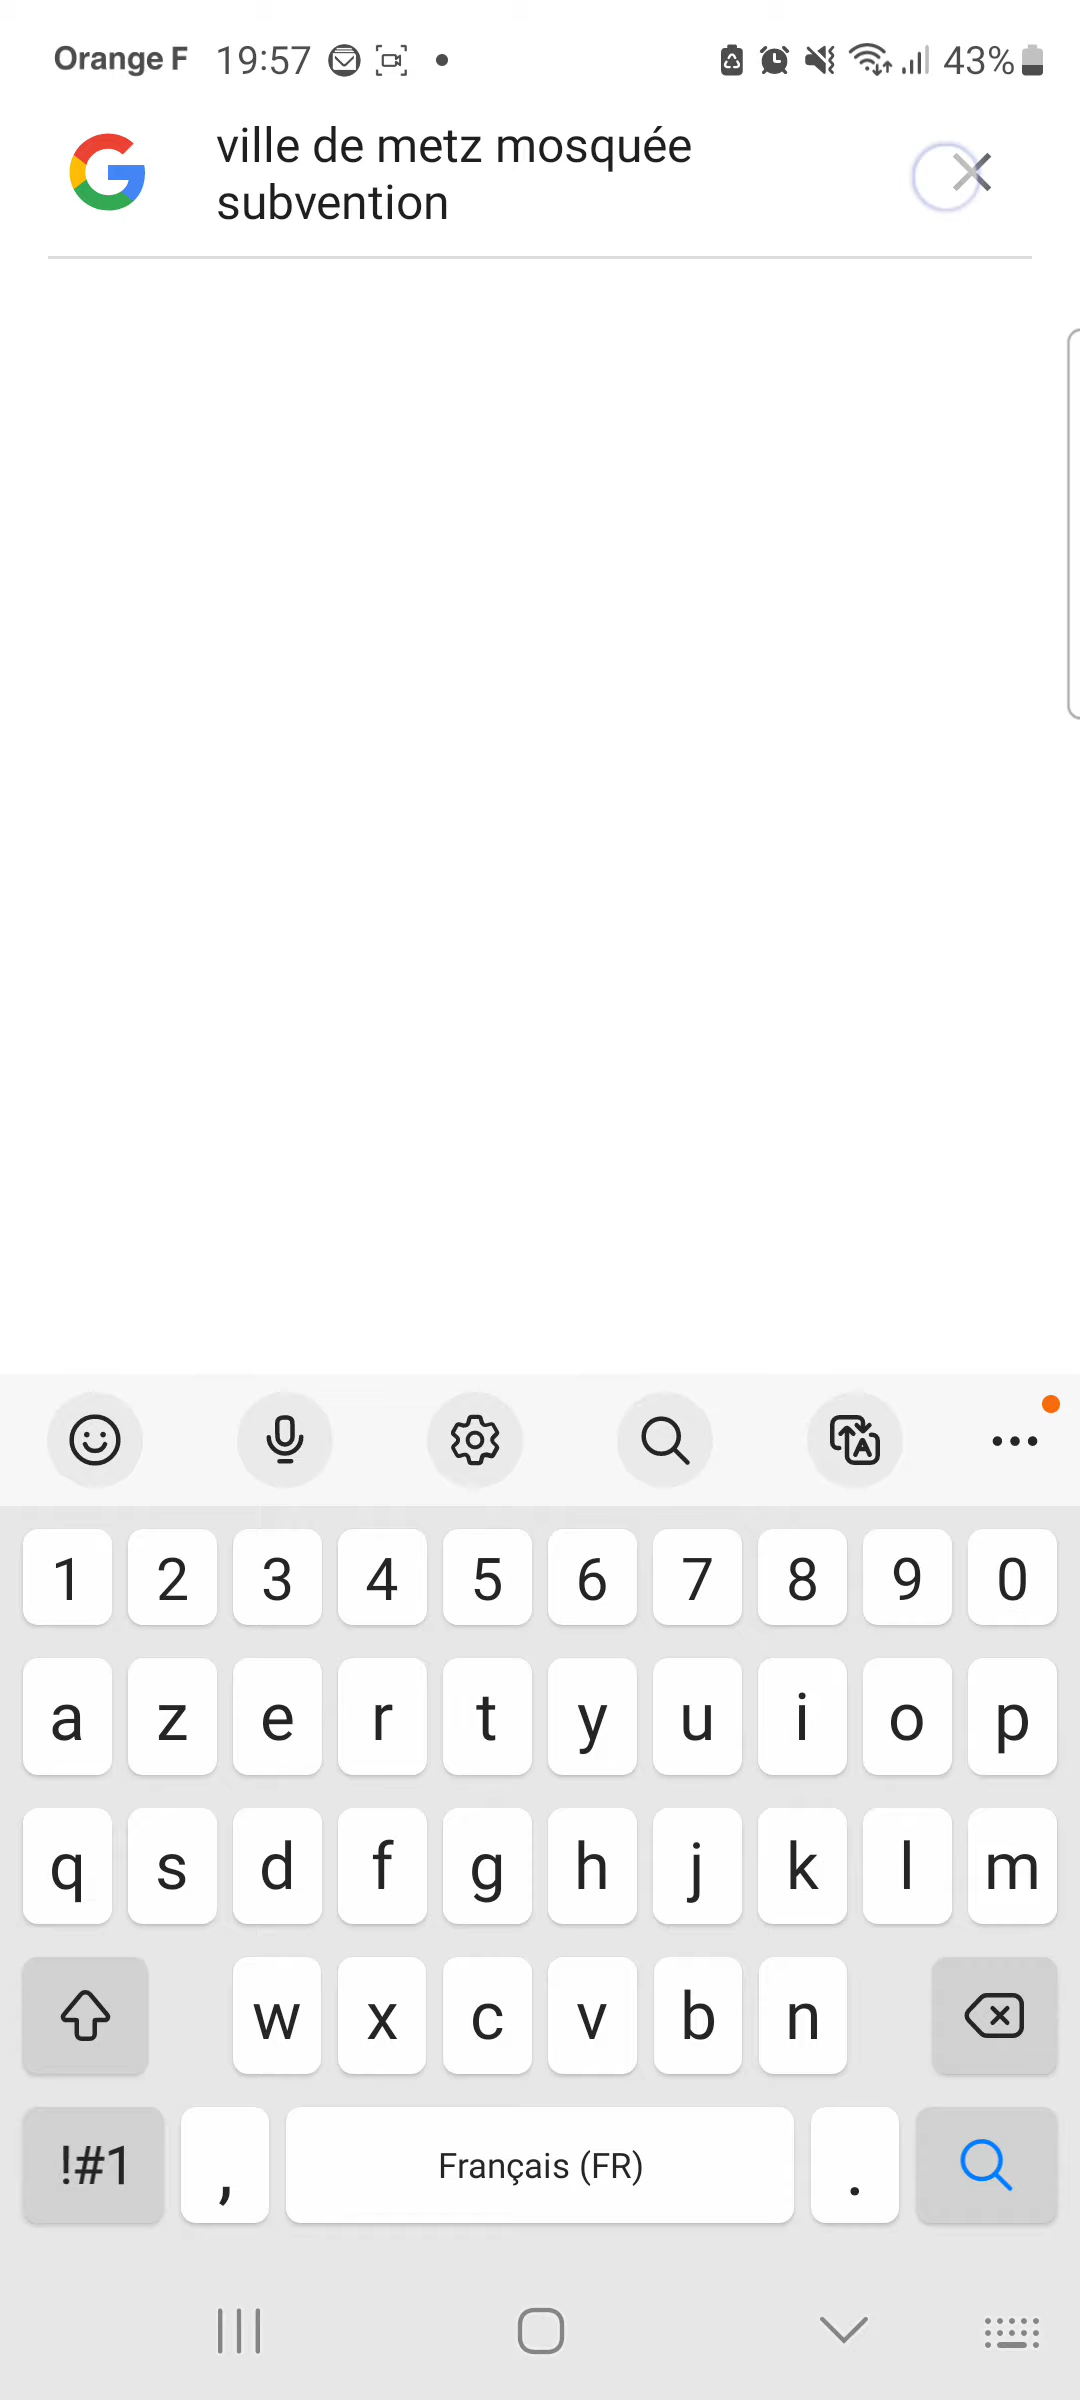 Orange F 19:57 43%
ville de metz mosquée
subvention
1 2 3 4 5 6 7 8 9 0
a z e r t y u i o p
q s d f g h j k l m
w x c v b n
!#1 , Français (FR) .